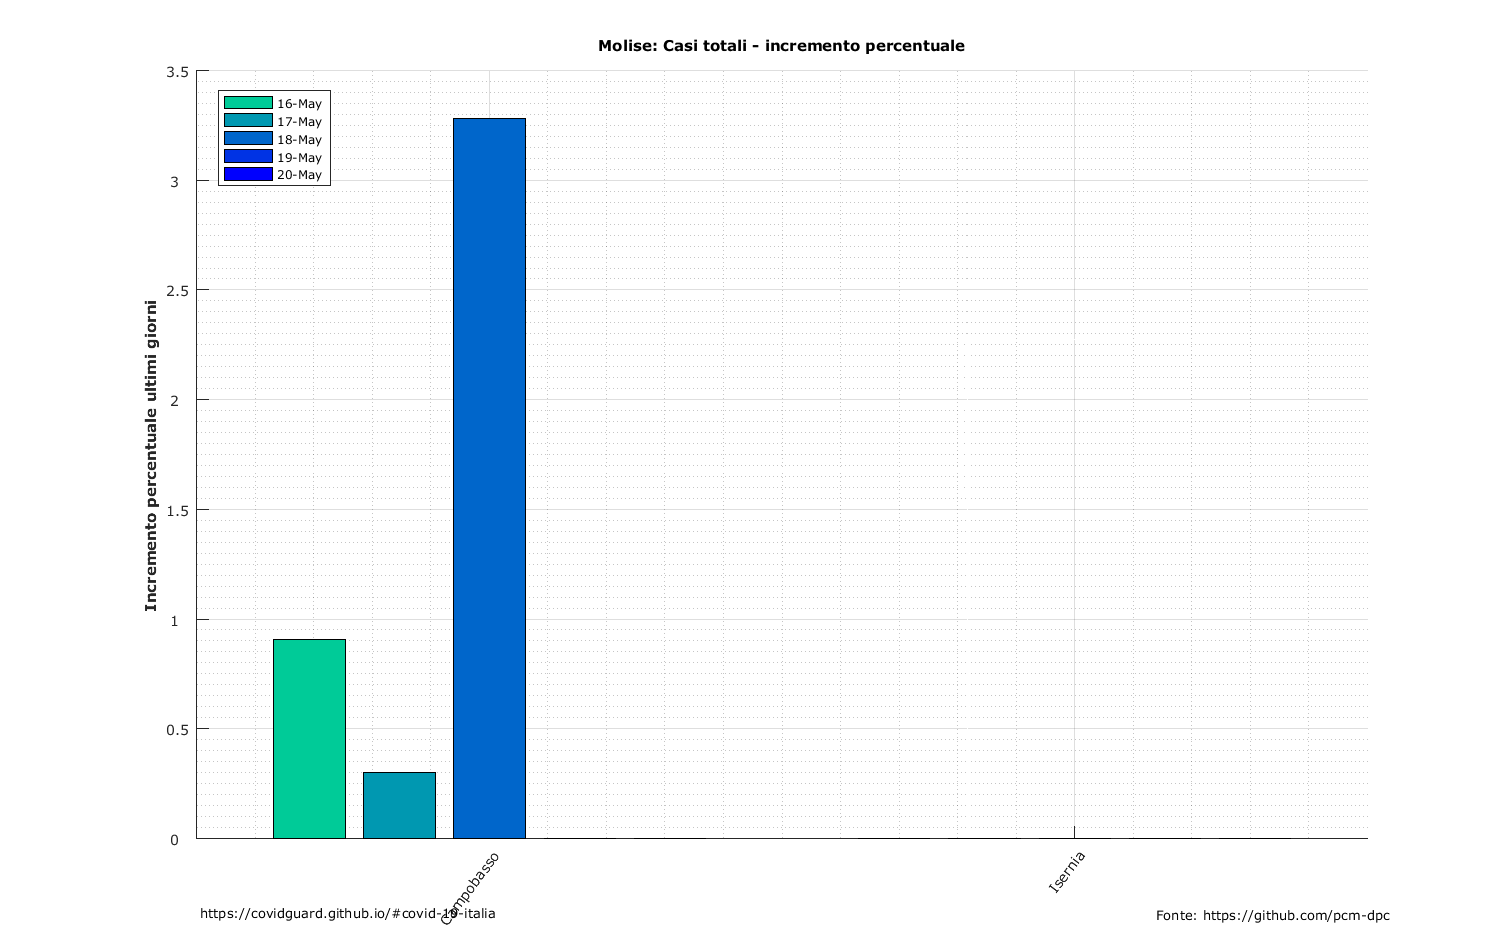 Molise: Casi totali - incremento percentuale
3.5
3
2.5
2
1.5
1
0.5
0
Incremento percentuale ultimi giorni
16-May
17-May
18-May
19-May
20-May
Campobasso
Isernia
https://covidguard.github.io/#covid-19-italia
Fonte: https://github.com/pcm-dpc